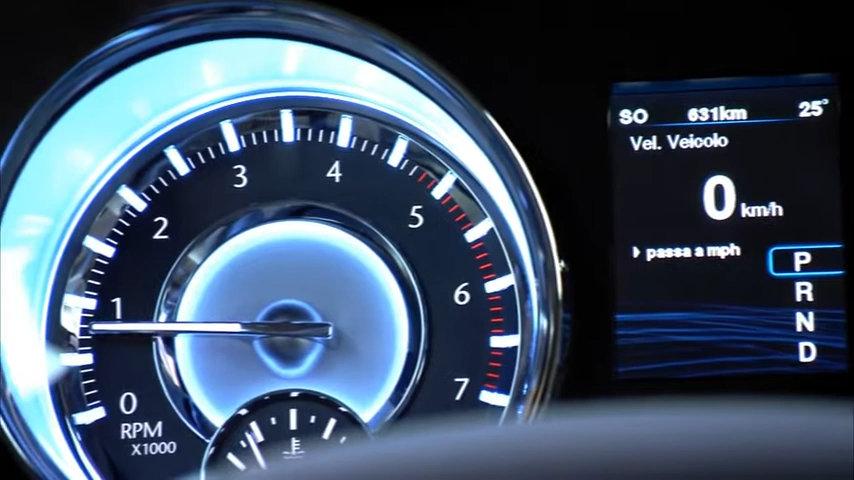 0
1
2
3
4
5
6
7
RPM
X1000
SO 631km 25°
Vel. Veicolo
0 km/h
passa a mph
P
R
N
D